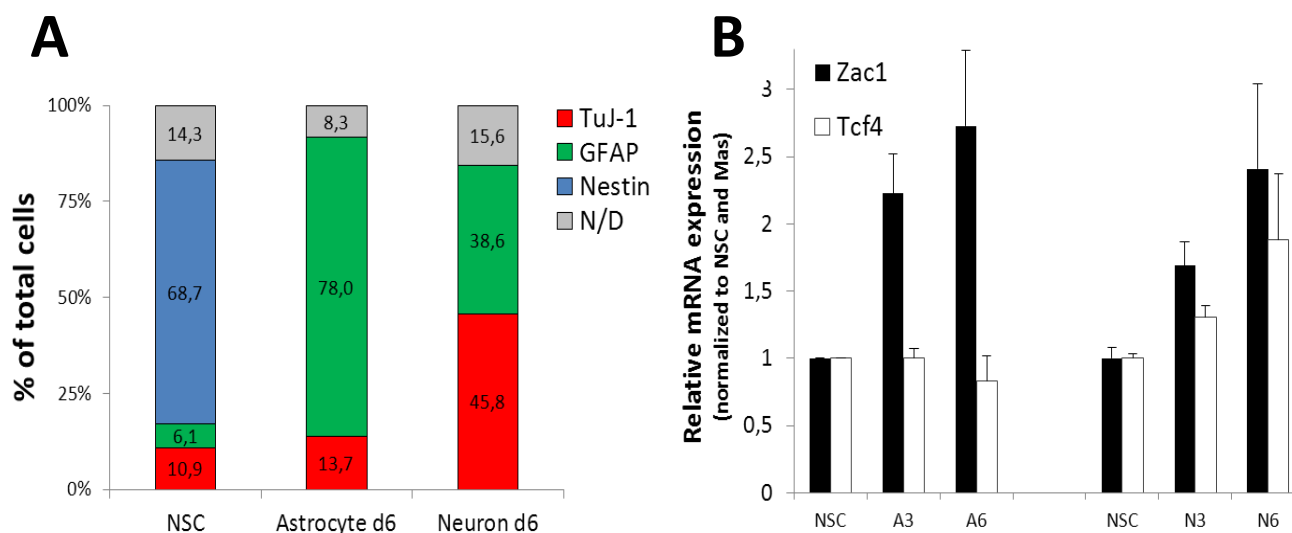 A
% of total cells
100%
75%
50%
25%
0%
14,3
68,7
6,1
10,9
8,3
78,0
13,7
15,6
38,6
45,8
NSC
Astrocyte d6
Neuron d6
TuJ-1
GFAP
Nestin
N/D
B
Relative mRNA expression
(normalized to NSC and Mas)
3
2,5
2
1,5
1
0,5
0
Zac1
Tcf4
NSC
A3
A6
NSC
N3
N6